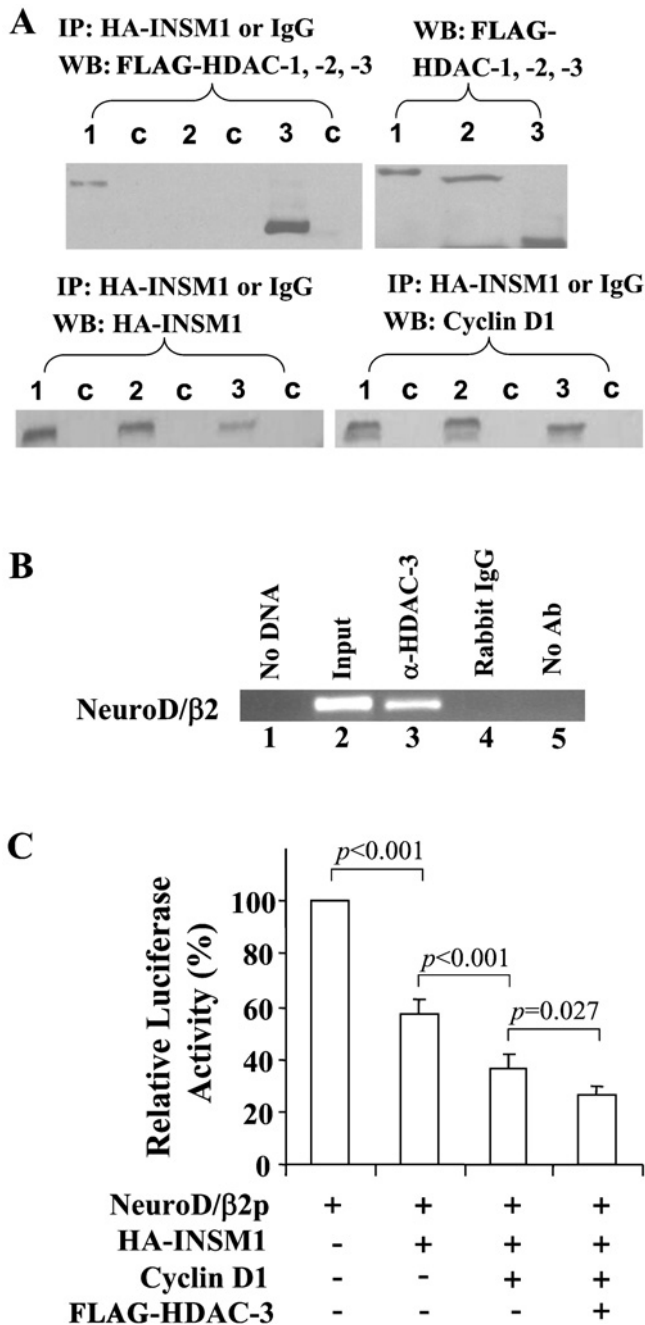 A
IP: HA-INSM1 or IgG
WB: FLAG-HDAC-1, -2, -3
1 c 2 c 3 c
WB: FLAG-
HDAC-1, -2, -3
1 2 3
IP: HA-INSM1 or IgG
WB: HA-INSM1
1 c 2 c 3 c
IP: HA-INSM1 or IgG
WB: Cyclin D1
1 c 2 c 3 c
B
No DNA
Input
α-HDAC-3
Rabbit IgG
No Ab
NeuroD/β2
1 2 3 4 5
C
Relative Luciferase
Activity (%)
100
80
60
40
20
0
p<0.001
p<0.001
p=0.027
NeuroD/β2p + + + +
HA-INSM1 - + + +
Cyclin D1 - - + +
FLAG-HDAC-3 - - - +